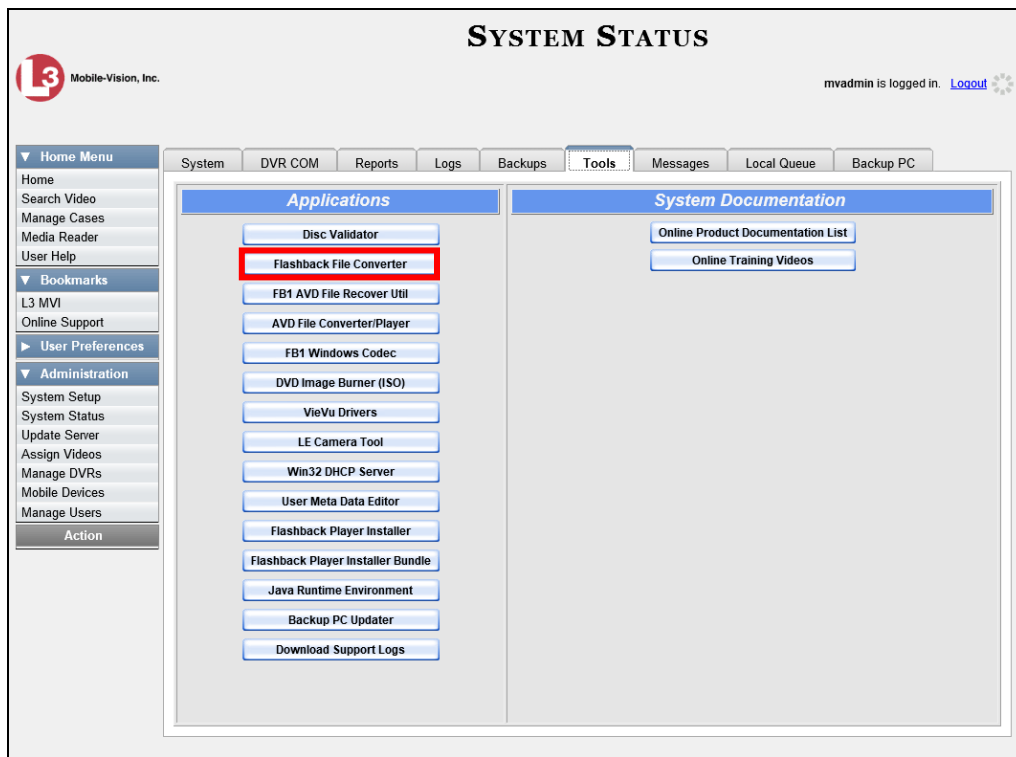 SYSTEM STATUS
L3 Mobile-Vision, Inc.
mvadmin is logged in. Logout
▼ Home Menu
Home
Search Video
Manage Cases
Media Reader
User Help
▼ Bookmarks
L3 MVI
Online Support
► User Preferences
▼ Administration
System Setup
System Status
Update Server
Assign Videos
Manage DVRs
Mobile Devices
Manage Users
Action
System DVR COM Reports Logs Backups Tools Messages Local Queue Backup PC
Applications
Disc Validator
Flashback File Converter
FB1 AVD File Recover Util
AVD File Converter/Player
FB1 Windows Codec
DVD Image Burner (ISO)
VieVu Drivers
LE Camera Tool
Win32 DHCP Server
User Meta Data Editor
Flashback Player Installer
Flashback Player Installer Bundle
Java Runtime Environment
Backup PC Updater
Download Support Logs
System Documentation
Online Product Documentation List
Online Training Videos